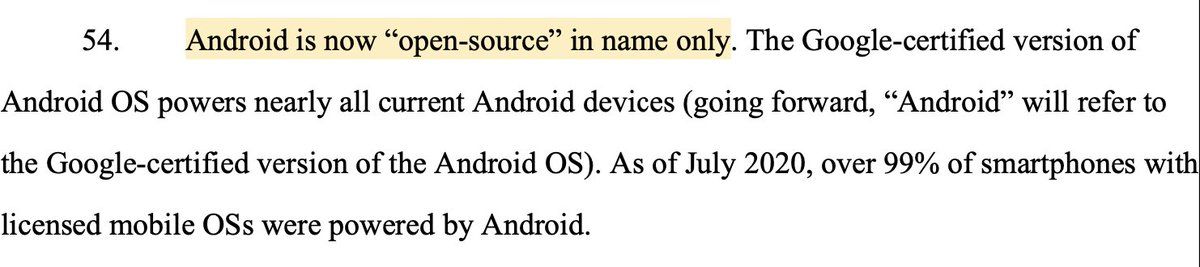 54. Android is now “open-source” in name only. The Google-certified version of
Android OS powers nearly all current Android devices (going forward, “Android” will refer to
the Google-certified version of the Android OS). As of July 2020, over 99% of smartphones with
licensed mobile OSs were powered by Android.